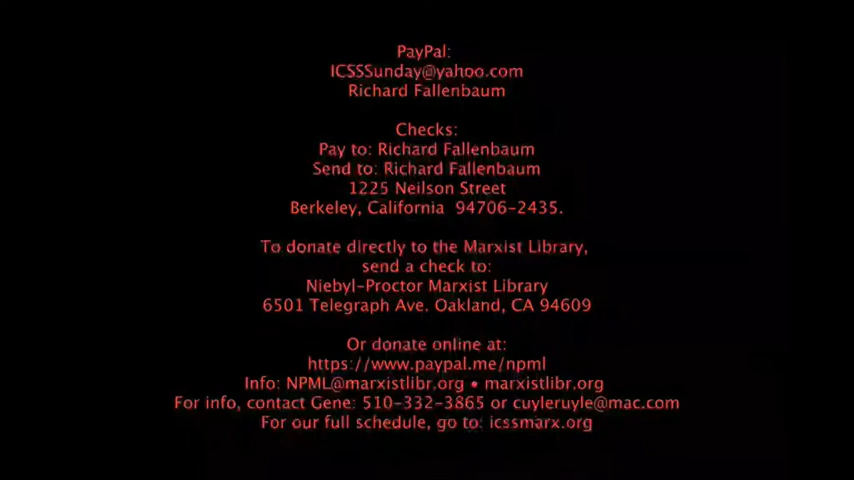 PayPal:
ICSSSunday@yahoo.com
Richard Fallenbaum
Checks:
Pay to: Richard Fallenbaum
Send to: Richard Fallenbaum
1225 Neilson Street
Berkeley, California 94706-2435.
To donate directly to the Marxist Library,
send a check to:
Niebyl-Proctor Marxist Library
6501 Telegraph Ave. Oakland, CA 94609
Or donate online at:
https://www.paypal.me/npml
Info: NPML@marxistlibr.org • marxistlibr.org
For info, contact Gene: 510-332-3865 or cuyleruyle@mac.com
For our full schedule, go to: icssmarx.org